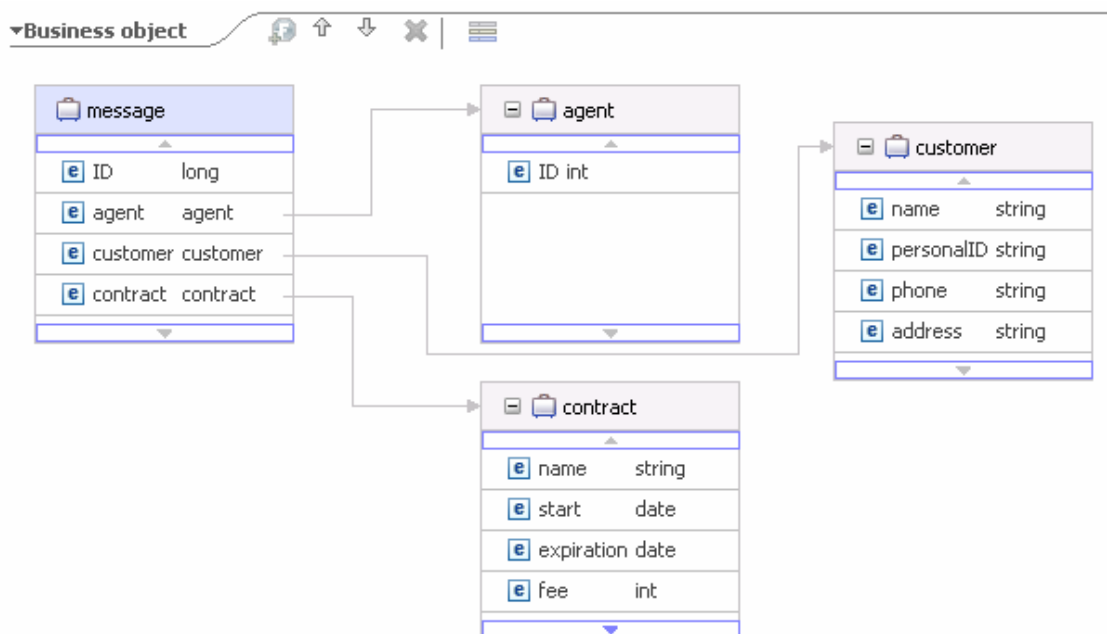 Business object
message
ID long
agent agent
customer customer
contract contract
agent
ID int
customer
name string
personalID string
phone string
address string
contract
name string
start date
expiration date
fee int